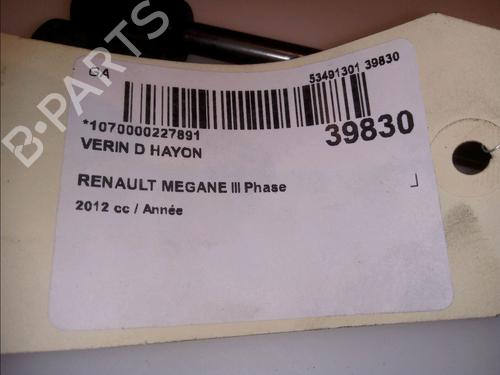 B-PARTS
GA
53491301 39830
*1070000227891
39830
VERIN D HAYON
RENAULT MEGANE III Phase
2012 cc / Année